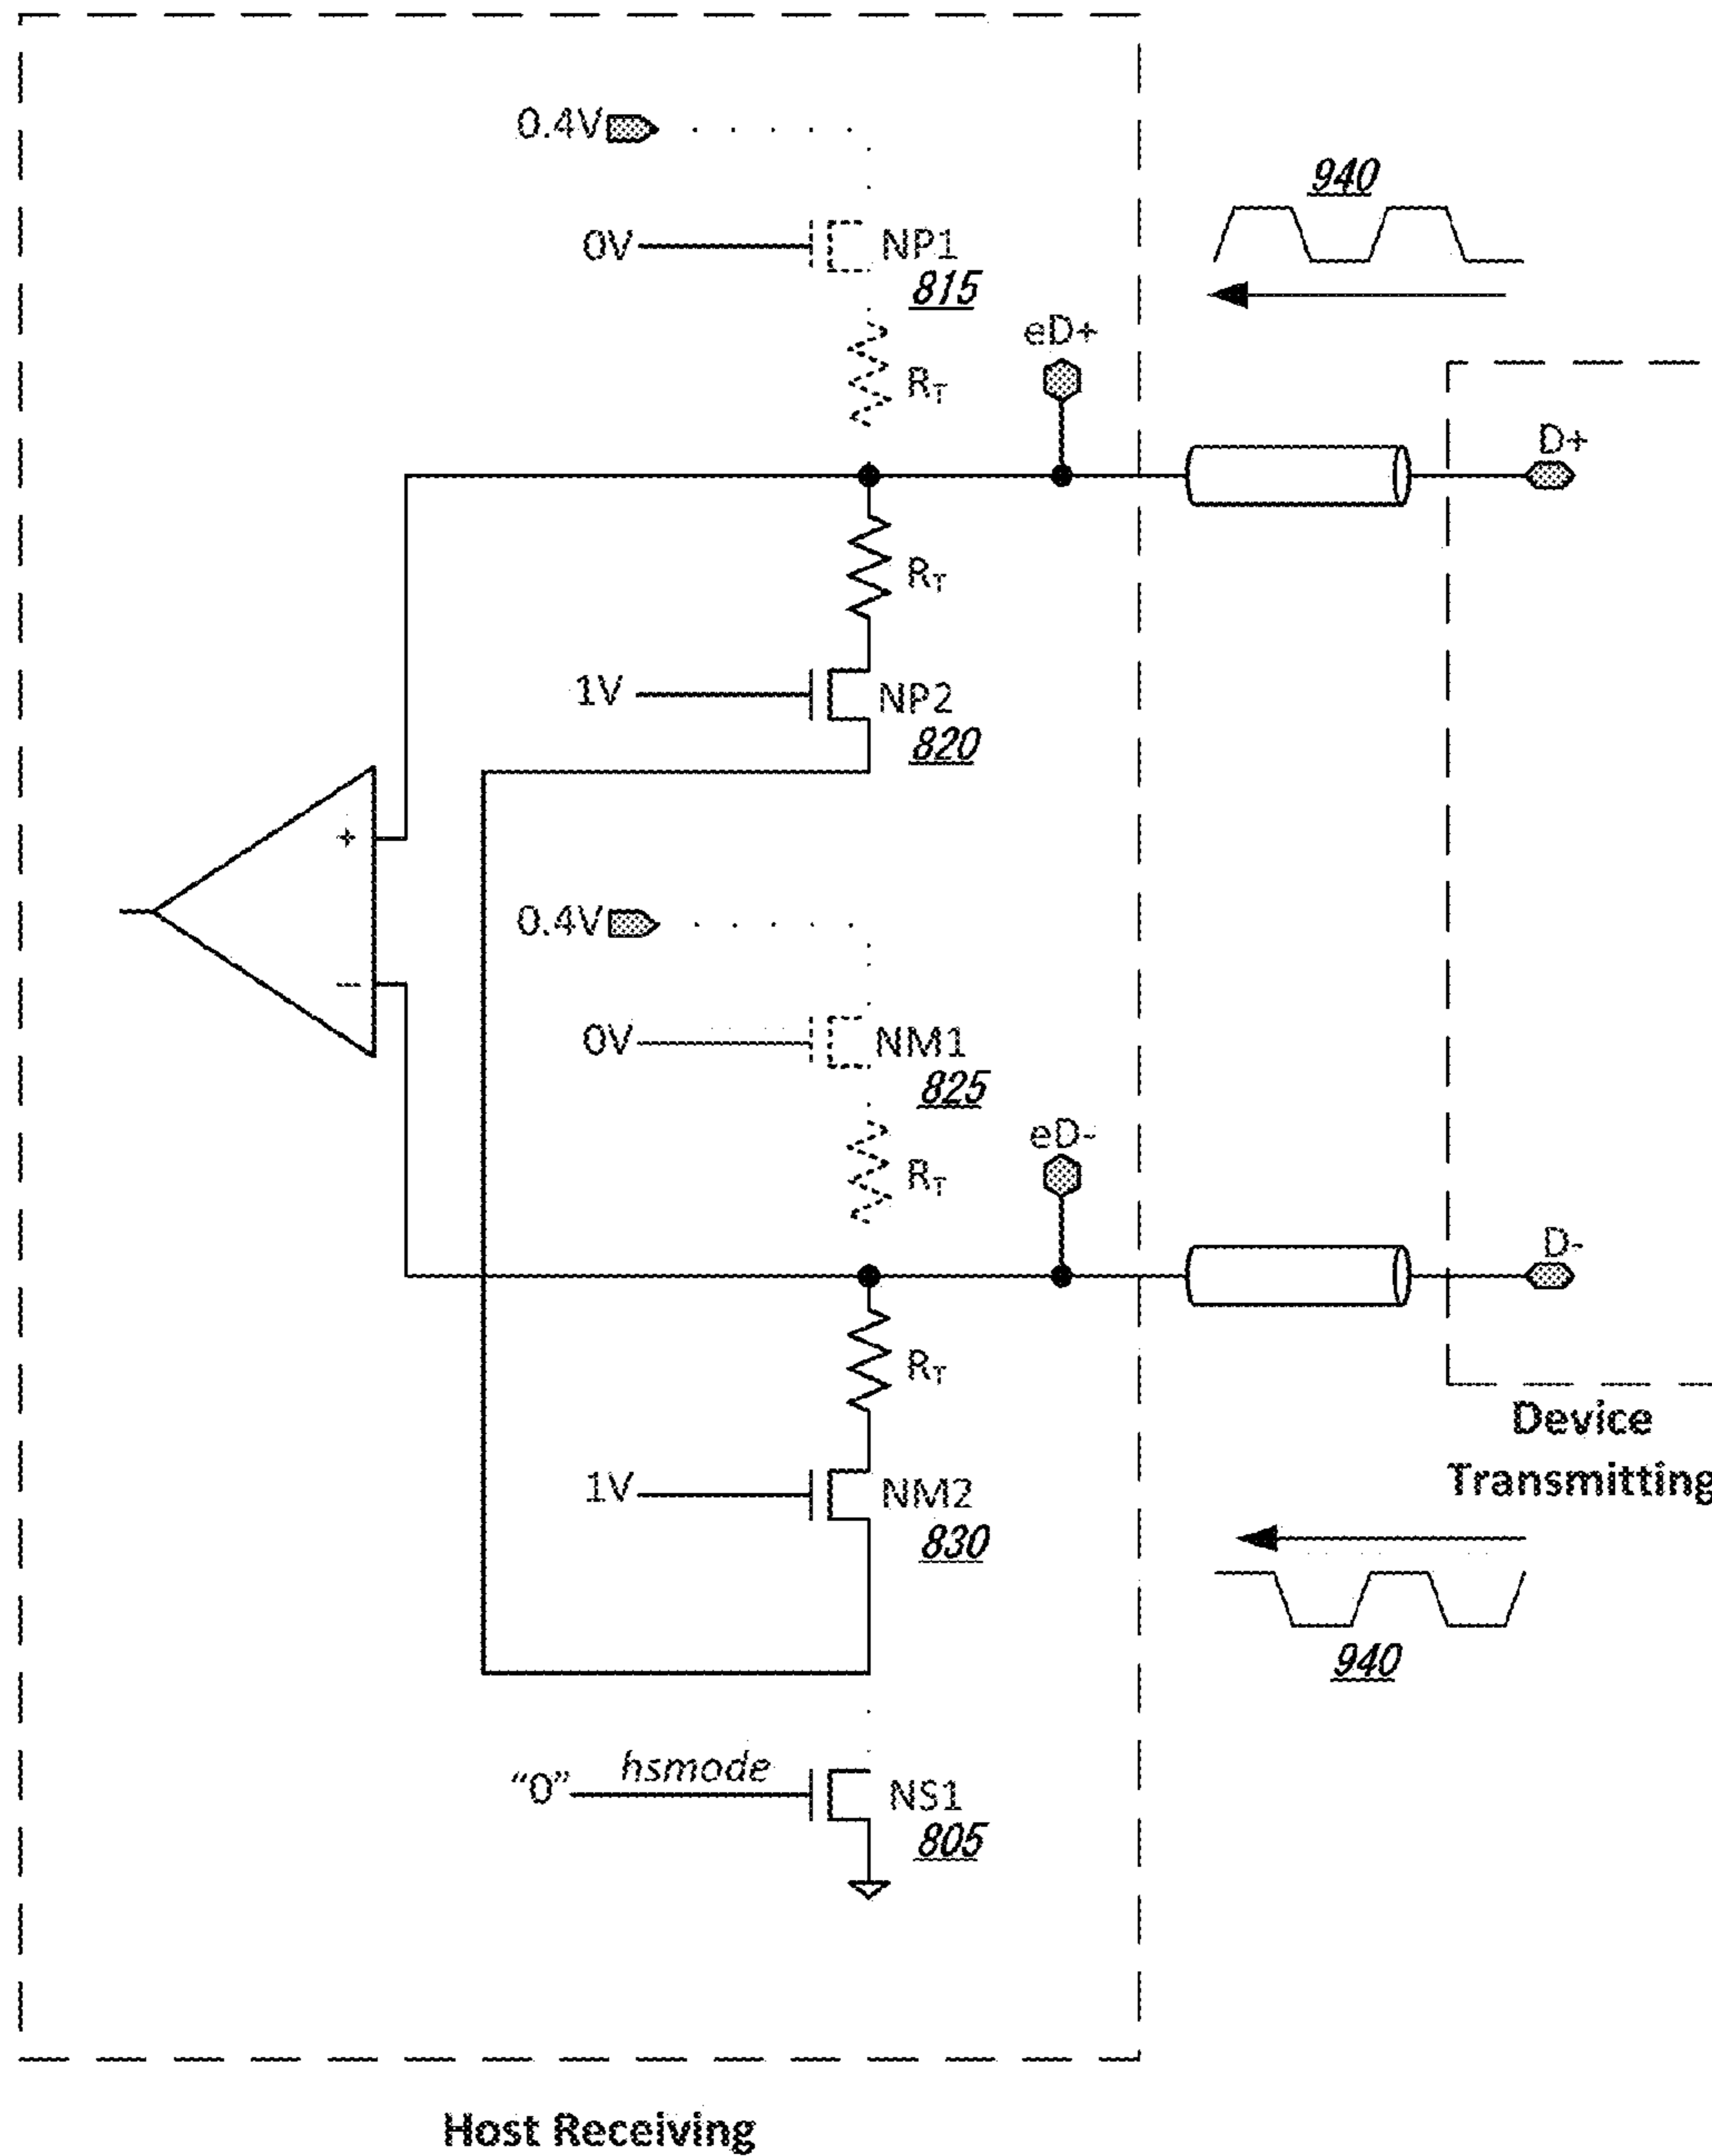 0.4V
940
0V
NP1
815
eD+
RT
D+
RT
1V
NP2
820
+
0.4V
−
0V
NM1
825
eD-
RT
D-
RT
Device
Transmitting
1V
NM2
830
940
"0"
hsmode
NS1
805
Host Receiving